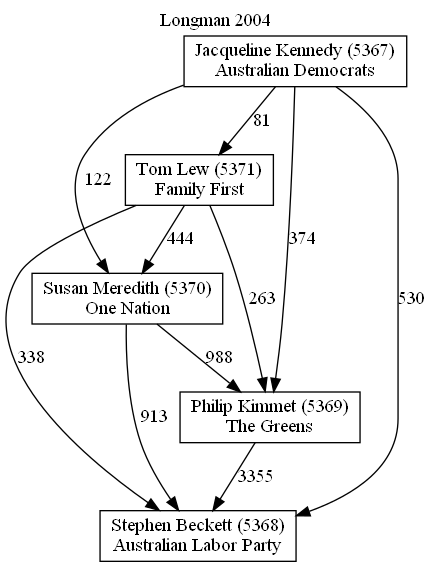 Longman 2004
Jacqueline Kennedy (5367)
Australian Democrats
81
Tom Lew (5371)
Family First
122
444
374
Susan Meredith (5370)
One Nation
263
530
338
988
913
Philip Kimmet (5369)
The Greens
3355
Stephen Beckett (5368)
Australian Labor Party